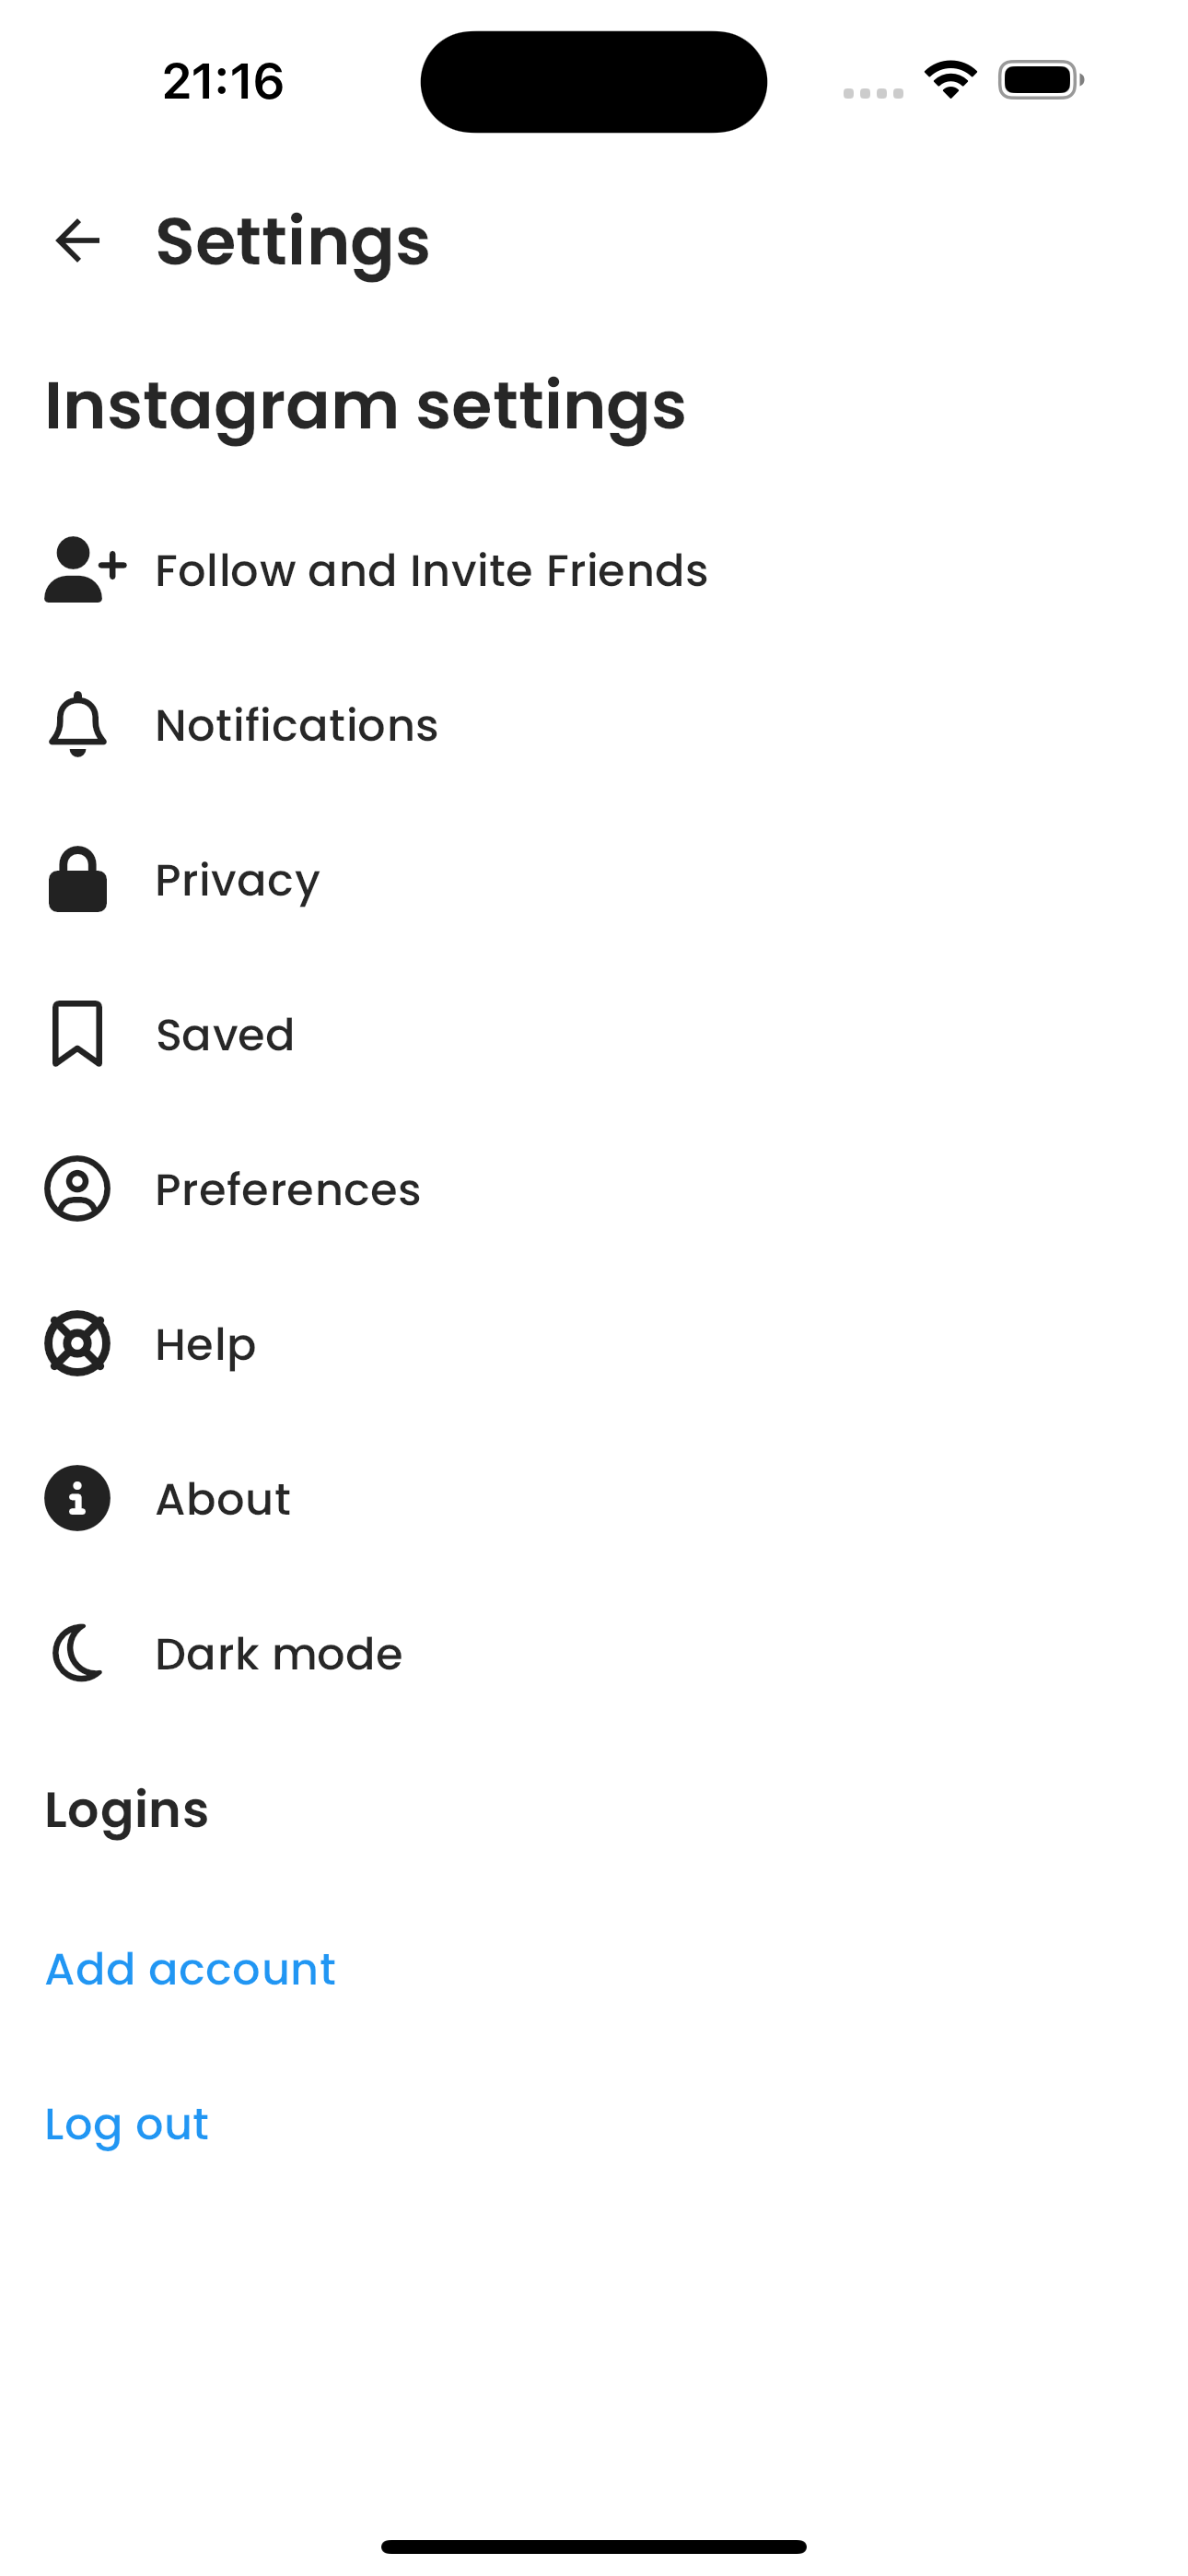 21:16
Settings
Instagram settings
Follow and Invite Friends
Notifications
Privacy
Saved
Preferences
Help
About
Dark mode
Logins
Add account
Log out